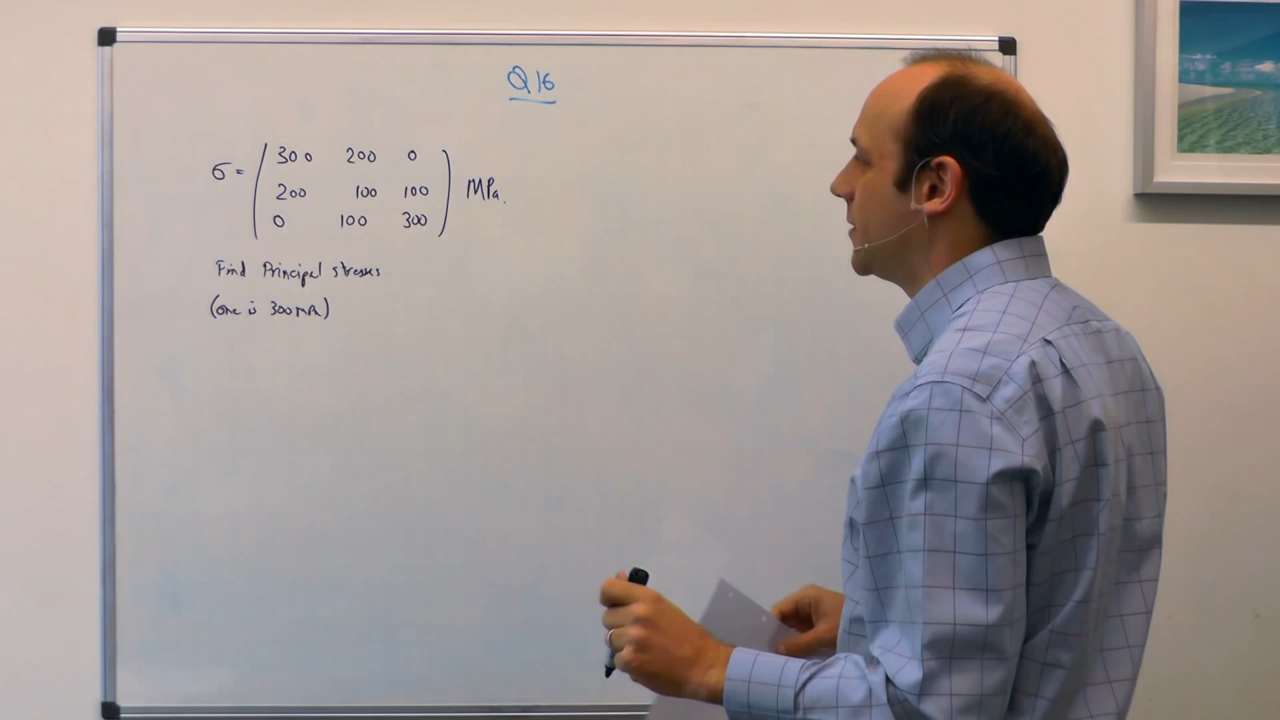 Q16
σ = ( 300 200 0
200 100 100
0 100 300 ) MPa.
Find Principal stresses
(one is 300 MPa)